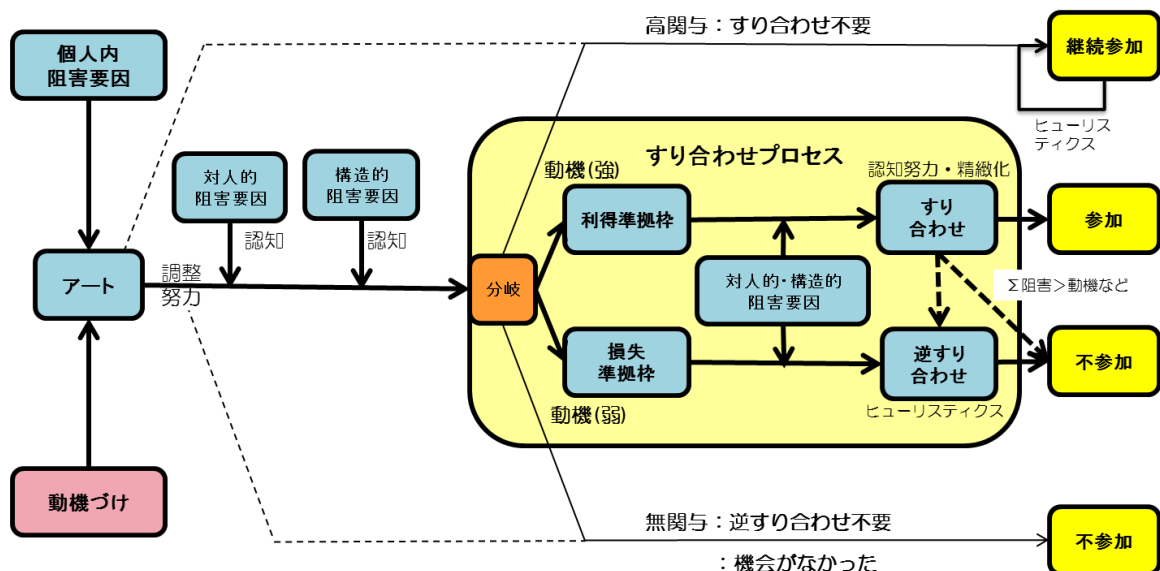 高関与：すり合わせ不要
個人内
阻害要因
継続参加
ヒューリス
ティクス
すり合わせプロセス
対人的
阻害要因
構造的
阻害要因
動機(強)
認知努力・精緻化
利得準拠枠
すり
合わせ
参加
認知
認知
アート
調整
努力
分岐
対人的・構造的
阻害要因
Σ阻害＞動機など
損失
準拠枠
逆すり
合わせ
不参加
動機(弱)
ヒューリスティクス
動機づけ
無関与：逆すり合わせ不要
：機会がなかった
不参加